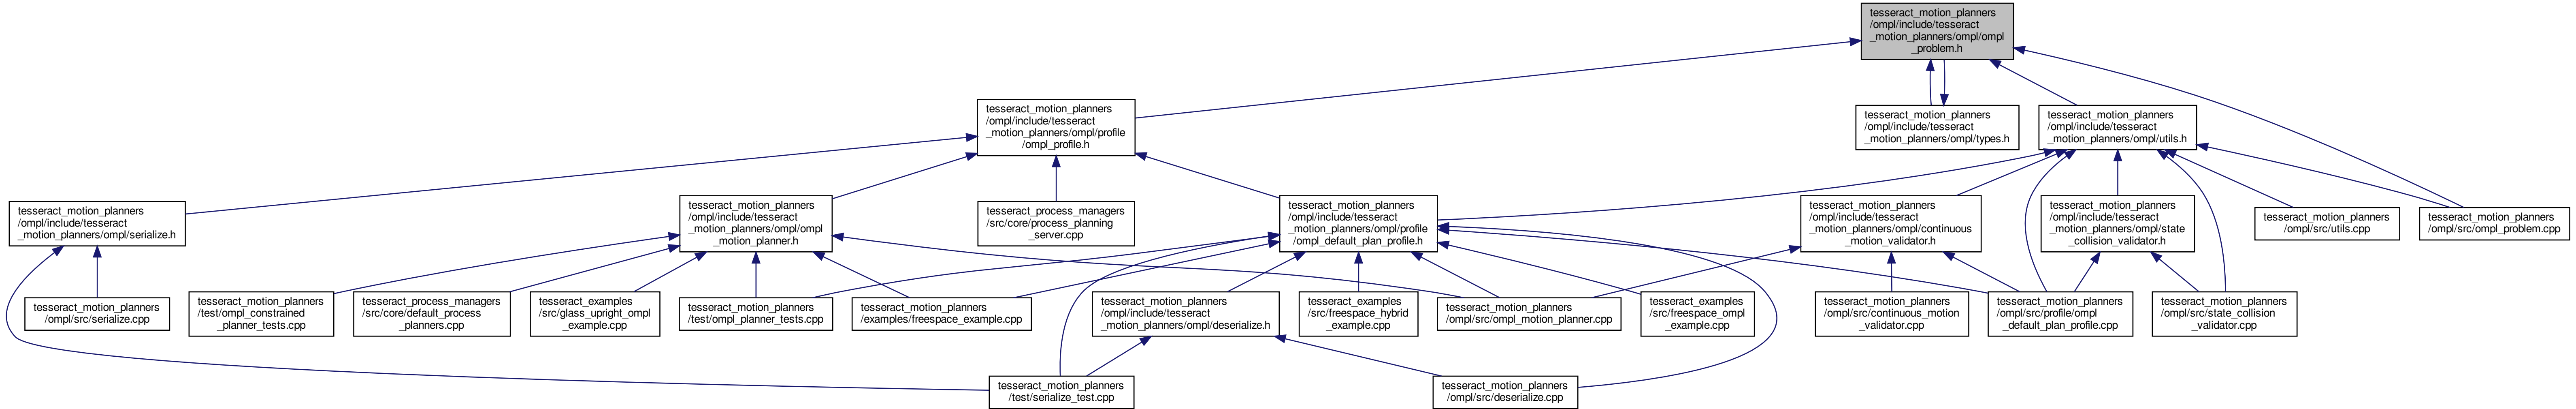 tesseract_motion_planners
/ompl/include/tesseract
_motion_planners/ompl/ompl
_problem.h
tesseract_motion_planners
/ompl/include/tesseract
_motion_planners/ompl/profile
/ompl_profile.h
tesseract_motion_planners
/ompl/include/tesseract
_motion_planners/ompl/types.h
tesseract_motion_planners
/ompl/include/tesseract
_motion_planners/ompl/utils.h
tesseract_motion_planners
/ompl/include/tesseract
_motion_planners/ompl/serialize.h
tesseract_motion_planners
/ompl/include/tesseract
_motion_planners/ompl/ompl
_motion_planner.h
tesseract_process_managers
/src/core/process_planning
_server.cpp
tesseract_motion_planners
/ompl/include/tesseract
_motion_planners/ompl/profile
/ompl_default_plan_profile.h
tesseract_motion_planners
/ompl/include/tesseract
_motion_planners/ompl/continuous
_motion_validator.h
tesseract_motion_planners
/ompl/include/tesseract
_motion_planners/ompl/state
_collision_validator.h
tesseract_motion_planners
/ompl/src/utils.cpp
tesseract_motion_planners
/ompl/src/ompl_problem.cpp
tesseract_motion_planners
/ompl/src/serialize.cpp
tesseract_motion_planners
/test/ompl_constrained
_planner_tests.cpp
tesseract_process_managers
/src/core/default_process
_planners.cpp
tesseract_examples
/src/glass_upright_ompl
_example.cpp
tesseract_motion_planners
/test/ompl_planner_tests.cpp
tesseract_motion_planners
/examples/freespace_example.cpp
tesseract_motion_planners
/ompl/include/tesseract
_motion_planners/ompl/deserialize.h
tesseract_examples
/src/freespace_hybrid
_example.cpp
tesseract_motion_planners
/ompl/src/ompl_motion_planner.cpp
tesseract_examples
/src/freespace_ompl
_example.cpp
tesseract_motion_planners
/ompl/src/continuous_motion
_validator.cpp
tesseract_motion_planners
/ompl/src/profile/ompl
_default_plan_profile.cpp
tesseract_motion_planners
/ompl/src/state_collision
_validator.cpp
tesseract_motion_planners
/test/serialize_test.cpp
tesseract_motion_planners
/ompl/src/deserialize.cpp